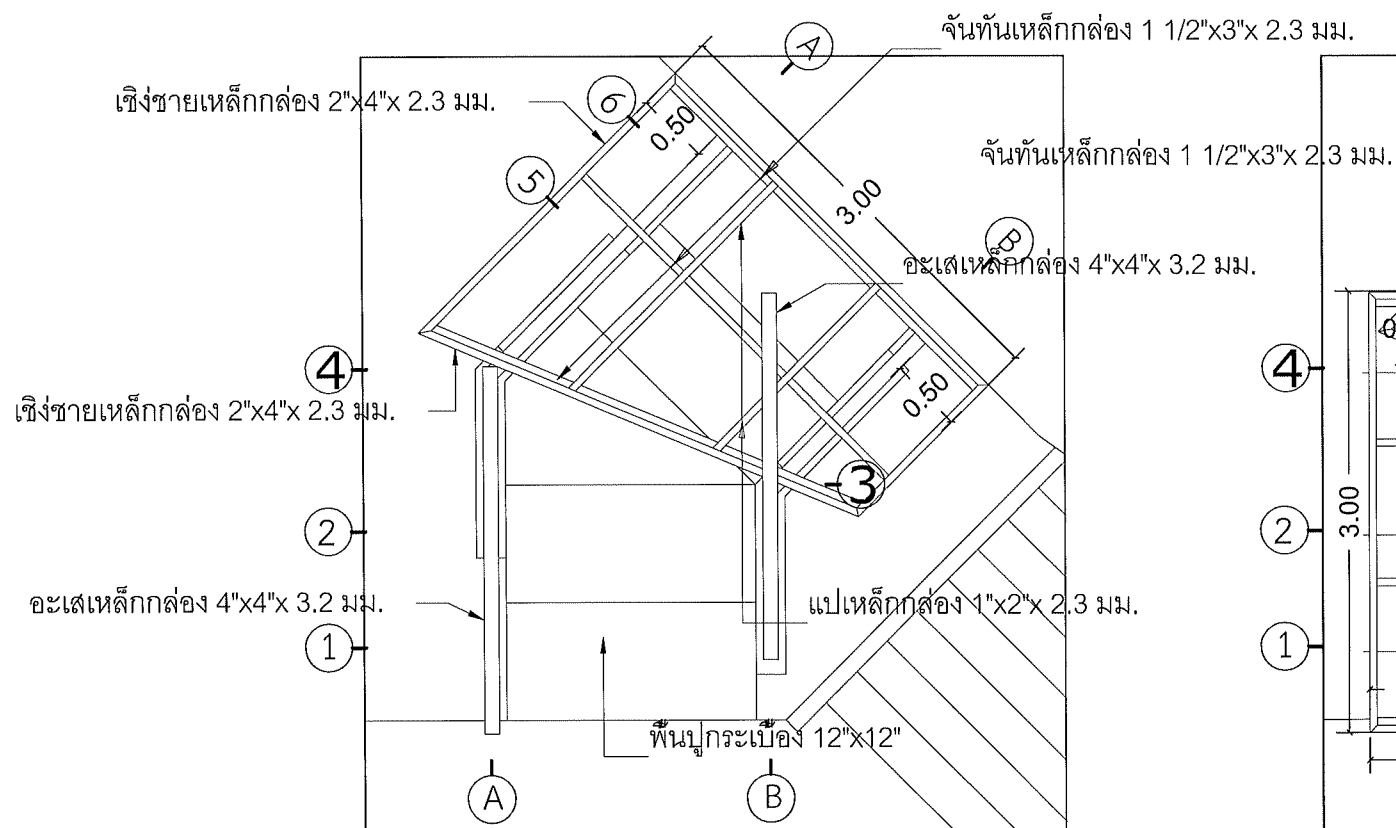 จันทันเหล็กกล่อง 1 1/2"x3"x 2.3 มม.
A
เชิงชายเหล็กกล่อง 2"x4"x 2.3 มม.
6
0.50
จันทันเหล็กกล่อง 1 1/2"x3"x 2.3 มม.
5
3.00
B
อะเสเหล็กกล่อง 4"x4"x 3.2 มม.
4
4
0.50
เชิงชายเหล็กกล่อง 2"x4"x 2.3 มม.
3
3.00
2
2
อะเสเหล็กกล่อง 4"x4"x 3.2 มม.
แปเหล็กกล่อง 1"x2"x 2.3 มม.
1
1
พื้นปูกระเบื้อง 12"x12"
A
B